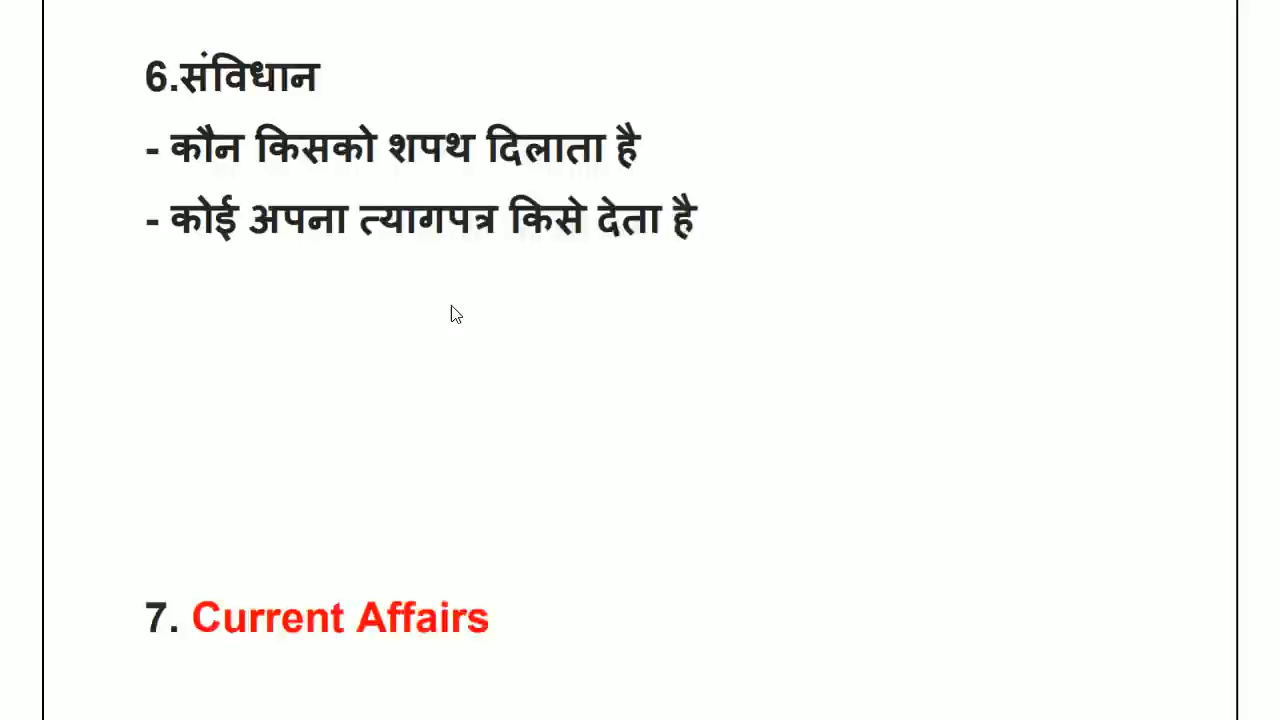 6.संविधान
- कौन किसको शपथ दिलाता है
- कोई अपना त्यागपत्र किसे देता है
7. Current Affairs